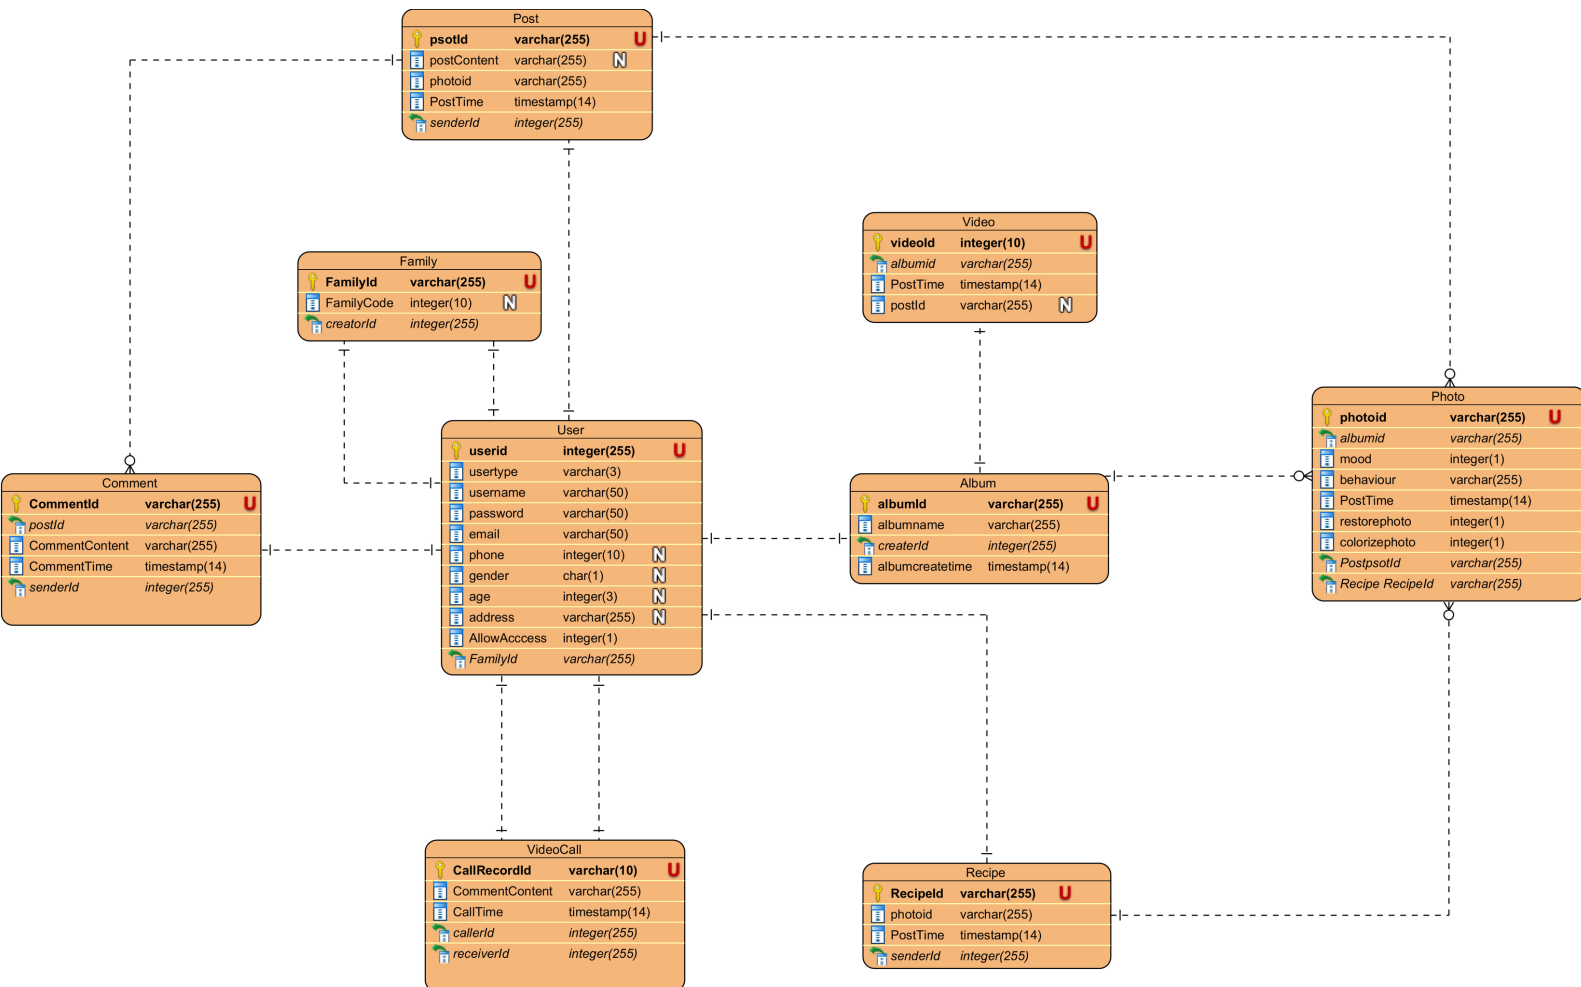 Post
psotId varchar(255) U
postContent varchar(255) N
photoid varchar(255)
PostTime timestamp(14)
senderId integer(255)
Video
videoId integer(10) U
albumid varchar(255)
PostTime timestamp(14)
postId varchar(255) N
Family
FamilyId varchar(255) U
FamilyCode integer(10) N
creatorId integer(255)
Photo
photoid varchar(255) U
albumid varchar(255)
mood integer(1)
behaviour varchar(255)
PostTime timestamp(14)
restorephoto integer(1)
colorizephoto integer(1)
PostpsotId varchar(255)
Recipe RecipeId varchar(255)
User
userid integer(255) U
usertype varchar(3)
username varchar(50)
password varchar(50)
email varchar(50)
phone integer(10) N
gender char(1) N
age integer(3) N
address varchar(255) N
AllowAcccess integer(1)
FamilyId varchar(255)
Comment
CommentId varchar(255) U
postId varchar(255)
CommentContent varchar(255)
CommentTime timestamp(14)
senderId integer(255)
Album
albumId varchar(255) U
albumname varchar(255)
createrId integer(255)
albumcreatetime timestamp(14)
VideoCall
CallRecordId varchar(10) U
CommentContent varchar(255)
CallTime timestamp(14)
callerId integer(255)
receiverId integer(255)
Recipe
RecipeId varchar(255) U
photoid varchar(255)
PostTime timestamp(14)
senderId integer(255)